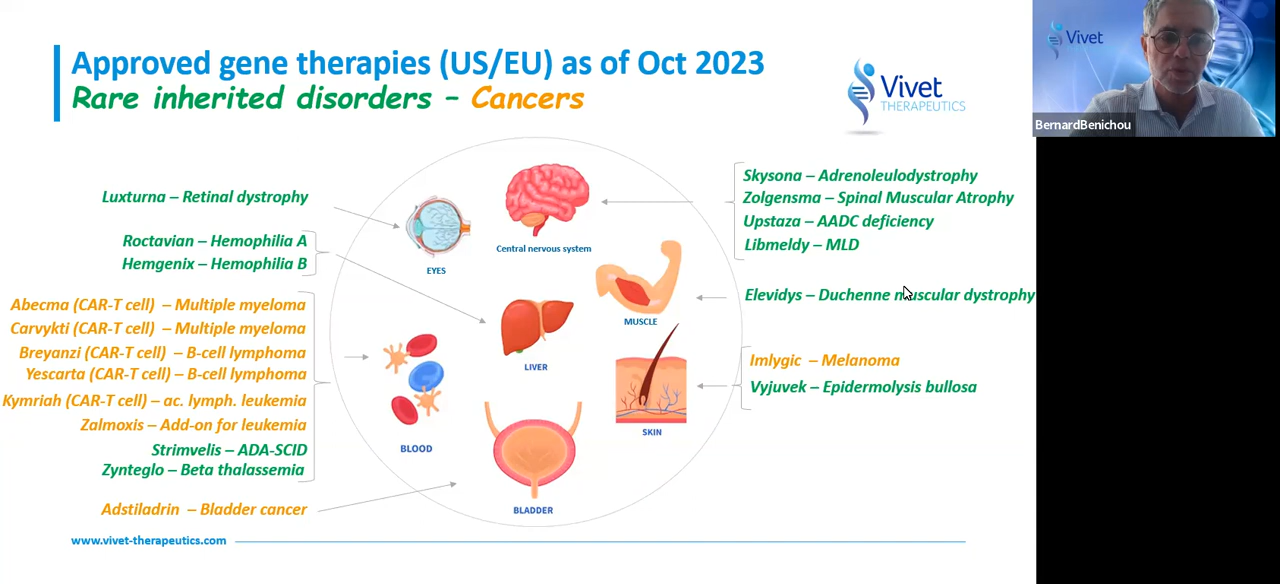 Approved gene therapies (US/EU) as of Oct 2023
Rare inherited disorders – Cancers
Vivet
THERAPEUTICS
Vivet
BernardBenichou
Luxturna – Retinal dystrophy
Roctavian – Hemophilia A
Hemgenix – Hemophilia B
Abecma (CAR-T cell) – Multiple myeloma
Carvykti (CAR-T cell) – Multiple myeloma
Breyanzi (CAR-T cell) – B-cell lymphoma
Yescarta (CAR-T cell) – B-cell lymphoma
Kymriah (CAR-T cell) – ac. lymph. leukemia
Zalmoxis – Add-on for leukemia
Strimvelis – ADA-SCID
Zynteglo – Beta thalassemia
Adstiladrin – Bladder cancer
EYES
Central nervous system
MUSCLE
LIVER
SKIN
BLOOD
BLADDER
Skysona – Adrenoleulodystrophy
Zolgensma – Spinal Muscular Atrophy
Upstaza – AADC deficiency
Libmeldy – MLD
Elevidys – Duchenne muscular dystrophy
Imlygic – Melanoma
Vyjuvek – Epidermolysis bullosa
www.vivet-therapeutics.com